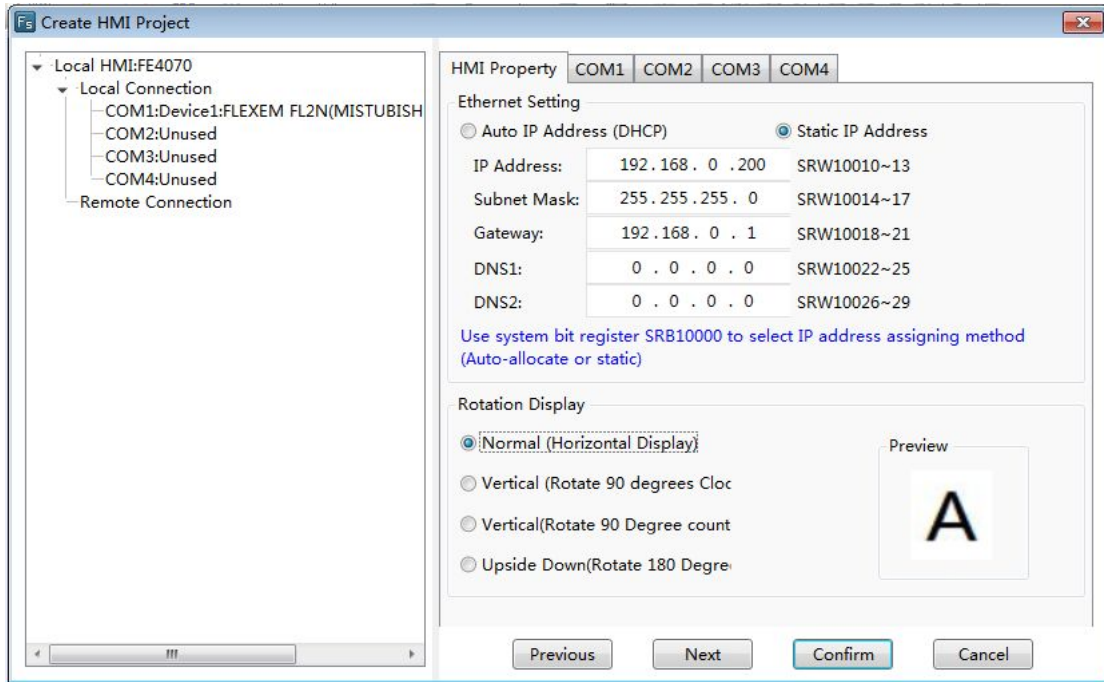 Fs Create HMI Project
Local HMI:FE4070
Local Connection
COM1:Device1:FLEXEM FL2N(MISTUBISH
COM2:Unused
COM3:Unused
COM4:Unused
Remote Connection
HMI Property COM1 COM2 COM3 COM4
Ethernet Setting
Auto IP Address (DHCP) Static IP Address
IP Address: 192.168. 0 .200 SRW10010~13
Subnet Mask: 255.255.255. 0 SRW10014~17
Gateway: 192.168. 0 . 1 SRW10018~21
DNS1: 0 . 0 . 0 . 0 SRW10022~25
DNS2: 0 . 0 . 0 . 0 SRW10026~29
Use system bit register SRB10000 to select IP address assigning method
(Auto-allocate or static)
Rotation Display
Normal (Horizontal Display)
Preview
Vertical (Rotate 90 degrees Cloc
A
Vertical(Rotate 90 Degree count
Upside Down(Rotate 180 Degre
Previous Next Confirm Cancel